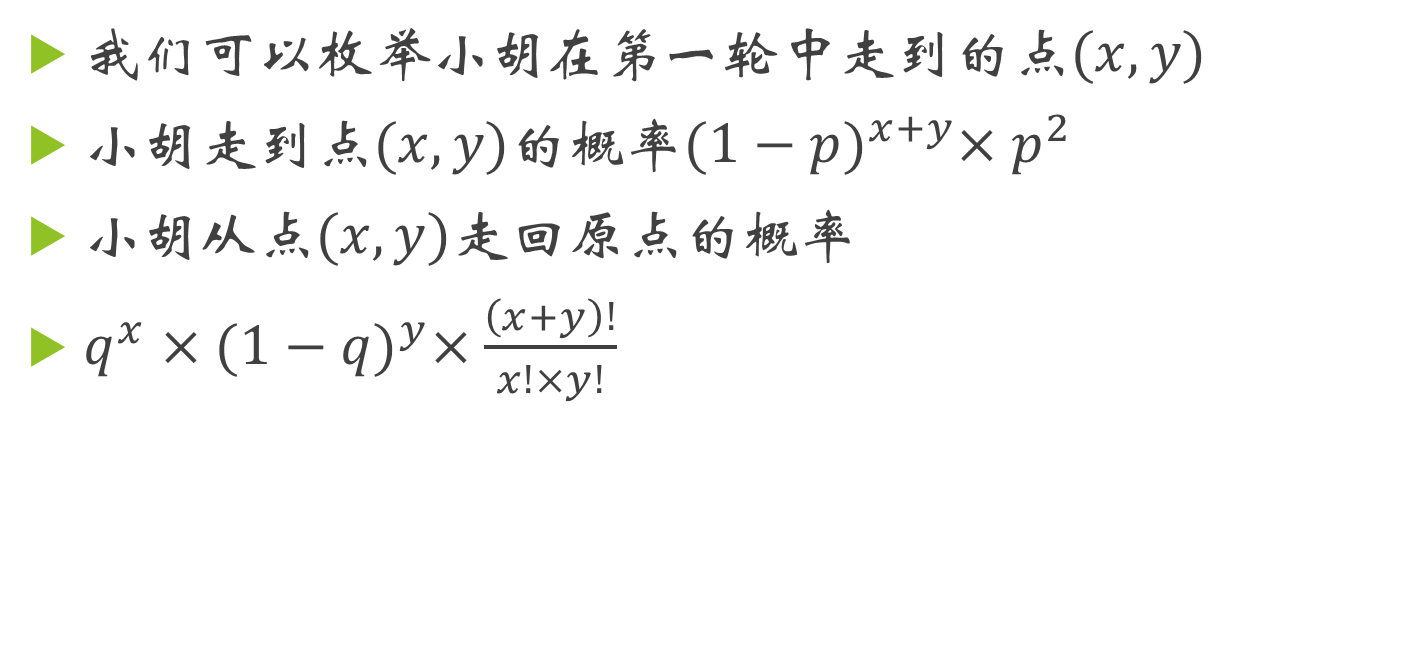 我们可以枚举小胡在第一轮中走到的点(x, y)
小胡走到点(x, y)的概率(1 − p)^{x+y} × p^2
小胡从点(x, y)走回原点的概率
q^x × (1 − q)^y × \frac{(x+y)!}{x!×y!}